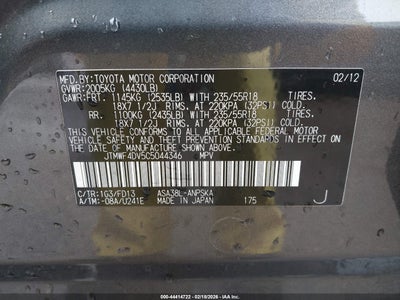 MFD.BY:TOYOTA MOTOR CORPORATION 02/12
GVWR:2005KG (4430LB)
GAWR:FRT. 1145KG (2535LB) WITH 235/55R18 TIRES.
18X7 1/2J RIMS. AT 220KPA (32PSI) COLD.
RR. 1100KG (2435LB) WITH 235/55R18 TIRES.
18X7 1/2J RIMS. AT 220KPA (32PSI) COLD.
THIS VEHICLE CONFORMS TO ALL APPLICABLE
FEDERAL MOTOR VEHICLE SAFETY STANDARDS IN
EFFECT ON THE DATE OF MANUFACTURE SHOWN ABOVE.
JTMWF4DV5C5044346 MPV
C/TR:1G3/FD13 ASA38L-ANPSKA
A/TM:-08A/U241E MADE IN JAPAN 175 J
000-44414722 - 02/18/2026 - IAA Inc.